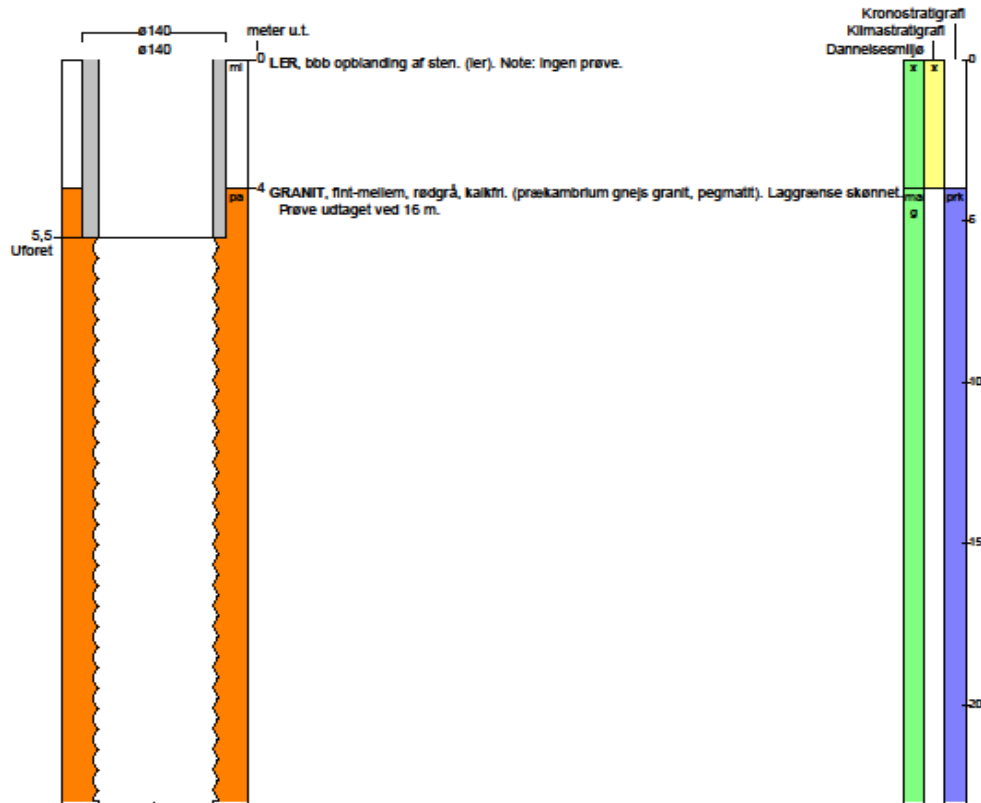 Kronostratigrafi
ø140 meter u.t. Klimastratigrafi
ø140 Dannelsesmiljø
0 ml LER, bbb opblanding af sten. (ler). Note: Ingen prøve. x x 0
4 pa GRANIT, fint-mellem, rødgrå, kalkfri. (prækambrium gnejs granit, pegmatit). Laggrænse skønnet. ma prk
Prøve udtaget ved 16 m. g
5
5,5
Uforet
10
15
20